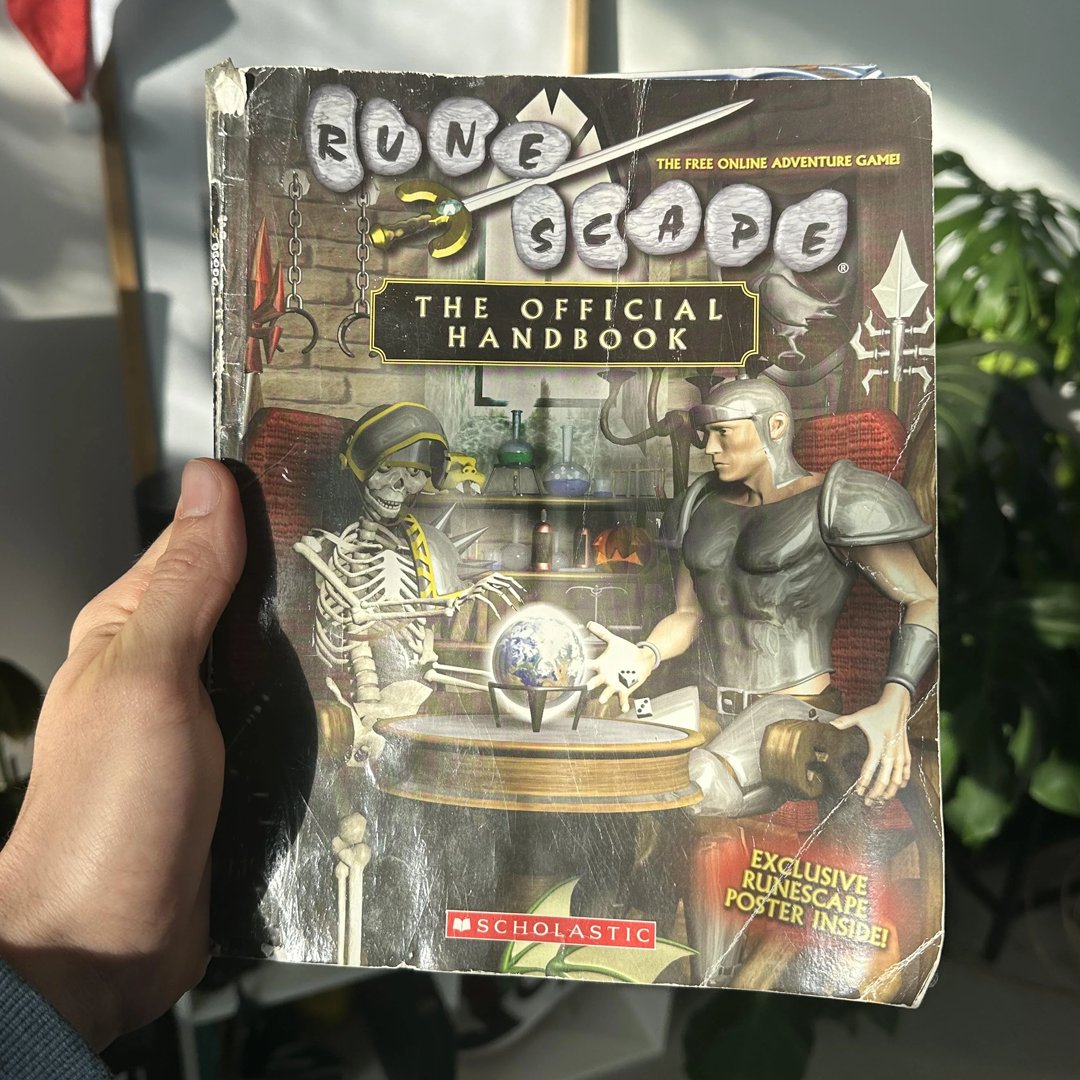 RUNE
SCAPE®
THE FREE ONLINE ADVENTURE GAME!
THE OFFICIAL
HANDBOOK
EXCLUSIVE
RUNESCAPE
POSTER INSIDE!
SCHOLASTIC